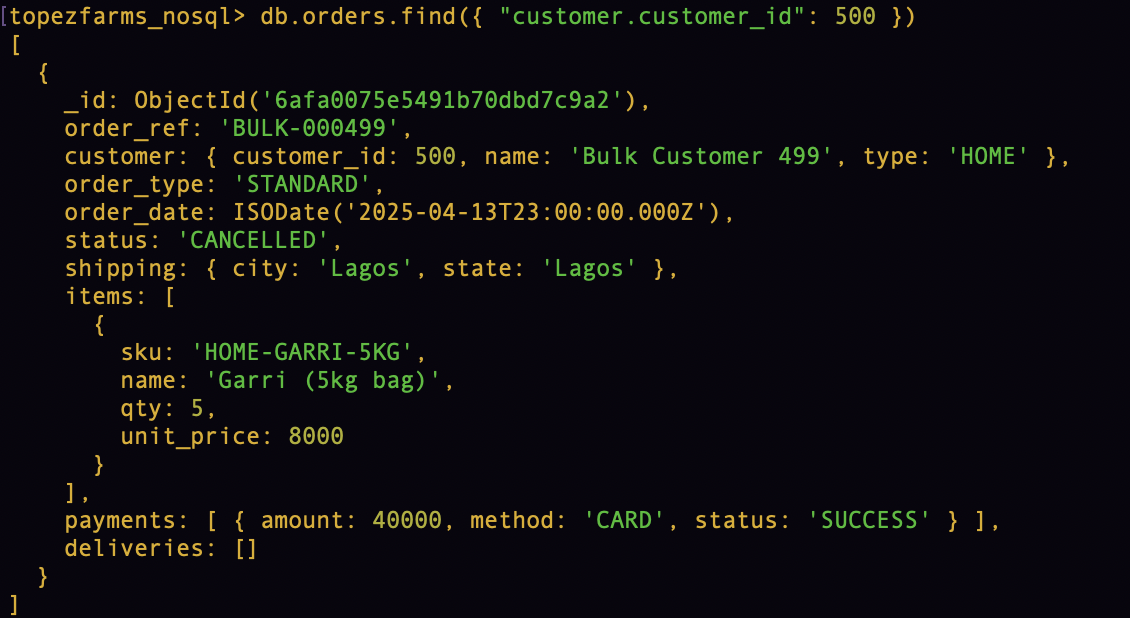 [topezfarms_nosql> db.orders.find({ "customer.customer_id": 500 })
[
  {
    _id: ObjectId('6afa0075e5491b70dbd7c9a2'),
    order_ref: 'BULK-000499',
    customer: { customer_id: 500, name: 'Bulk Customer 499', type: 'HOME' },
    order_type: 'STANDARD',
    order_date: ISODate('2025-04-13T23:00:00.000Z'),
    status: 'CANCELLED',
    shipping: { city: 'Lagos', state: 'Lagos' },
    items: [
      {
        sku: 'HOME-GARRI-5KG',
        name: 'Garri (5kg bag)',
        qty: 5,
        unit_price: 8000
      }
    ],
    payments: [ { amount: 40000, method: 'CARD', status: 'SUCCESS' } ],
    deliveries: []
  }
]